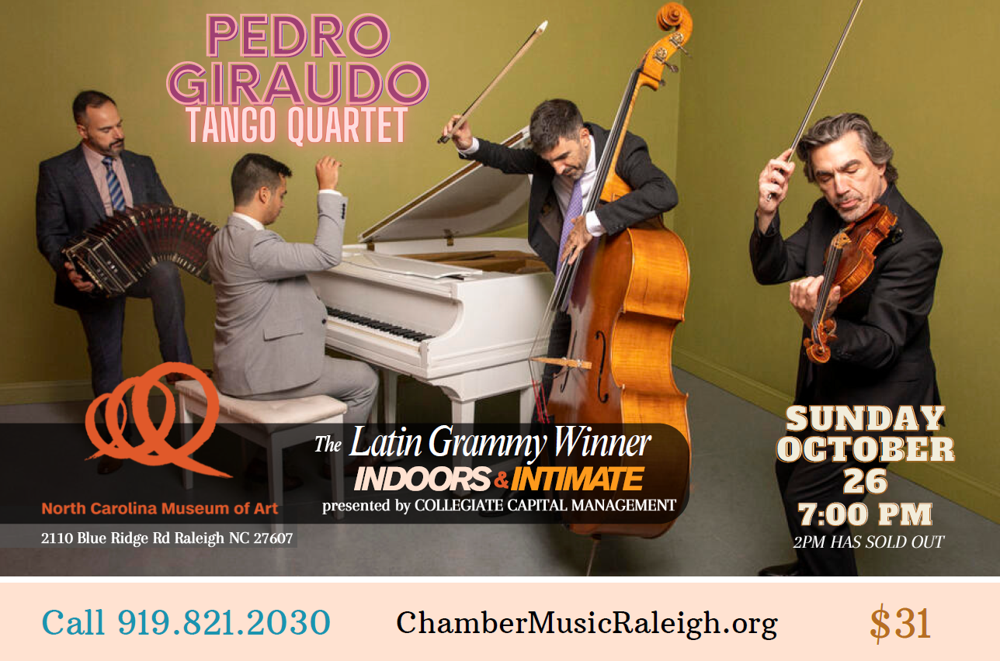 PEDRO
GIRAUDO
TANGO QUARTET
The Latin Grammy Winner
INDOORS & INTIMATE
presented by COLLEGIATE CAPITAL MANAGEMENT
North Carolina Museum of Art
2110 Blue Ridge Rd Raleigh NC 27607
SUNDAY
OCTOBER
26
7:00 PM
2PM HAS SOLD OUT
Call 919.821.2030
ChamberMusicRaleigh.org
$31